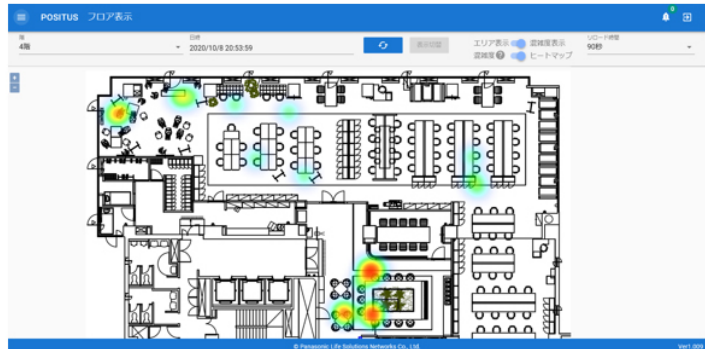 POSITUS フロア表示
0
階
4階
日時
2020/10/8 20:53:59
表示切替
エリア表示 混雑度表示
混雑度 ? ヒートマップ
リロード時間
90秒
+
-
© Panasonic Life Solutions Networks Co., Ltd.
Ver1.009